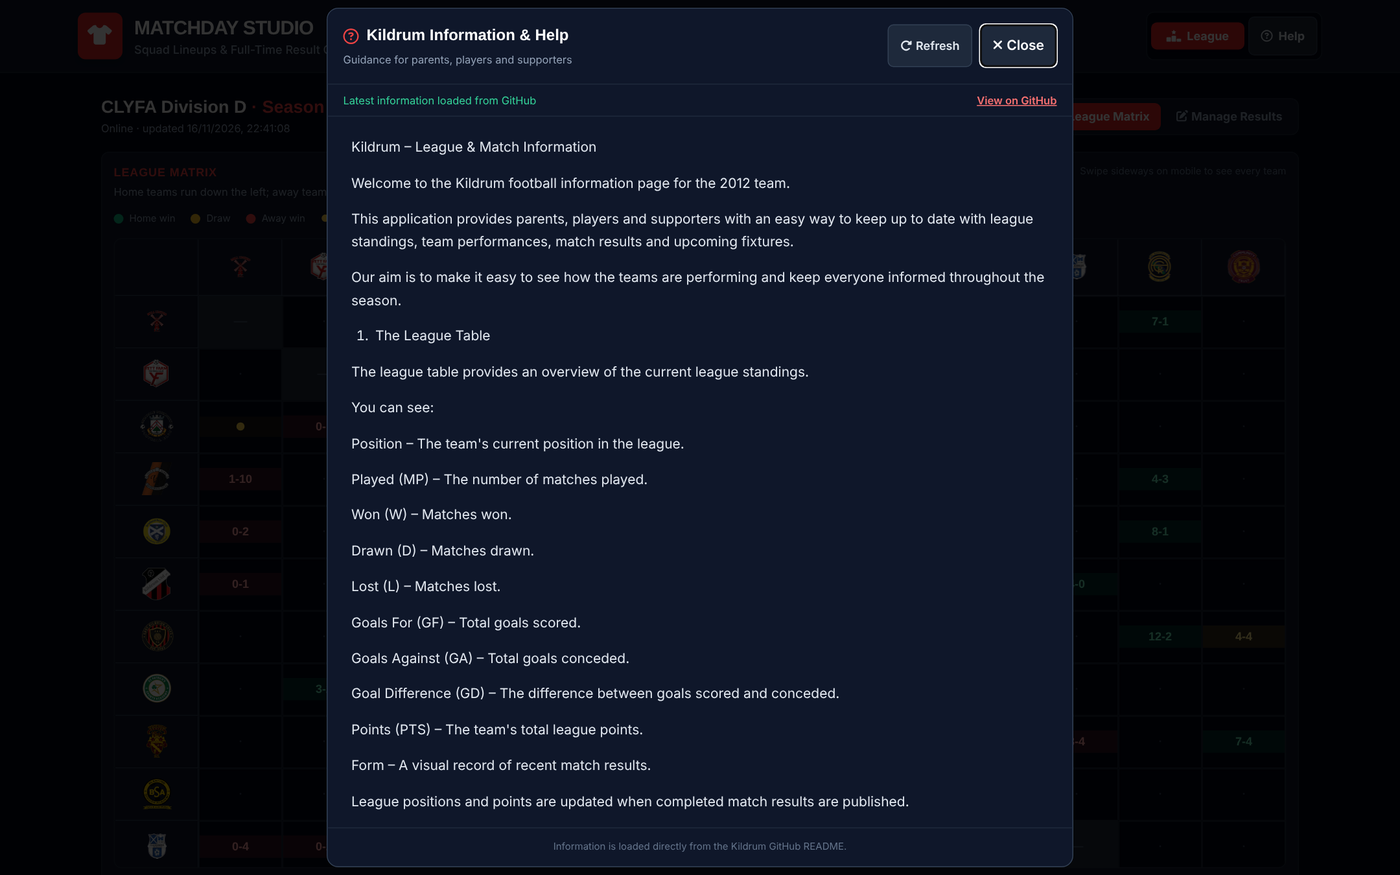 MATCHDAY STUDIO
Squad Lineups & Full-Time Result
League
Help
Kildrum Information & Help
Guidance for parents, players and supporters
Refresh
✕ Close
Latest information loaded from GitHub
View on GitHub
CLYFA Division D · Season
Online · updated 16/11/2026, 22:41:08
League Matrix
Manage Results
LEAGUE MATRIX
Home teams run down the left; away team
Swipe sideways on mobile to see every team
Home win
Draw
Away win
Kildrum – League & Match Information
Welcome to the Kildrum football information page for the 2012 team.
This application provides parents, players and supporters with an easy way to keep up to date with league
standings, team performances, match results and upcoming fixtures.
Our aim is to make it easy to see how the teams are performing and keep everyone informed throughout the
season.
1. The League Table
The league table provides an overview of the current league standings.
You can see:
Position – The team's current position in the league.
Played (MP) – The number of matches played.
Won (W) – Matches won.
Drawn (D) – Matches drawn.
Lost (L) – Matches lost.
Goals For (GF) – Total goals scored.
Goals Against (GA) – Total goals conceded.
Goal Difference (GD) – The difference between goals scored and conceded.
Points (PTS) – The team's total league points.
Form – A visual record of recent match results.
League positions and points are updated when completed match results are published.
Information is loaded directly from the Kildrum GitHub README.
7-1
0-
1-10
4-3
0-2
8-1
0-1
-0
12-2
4-4
3-
-4
7-4
0-4
0-